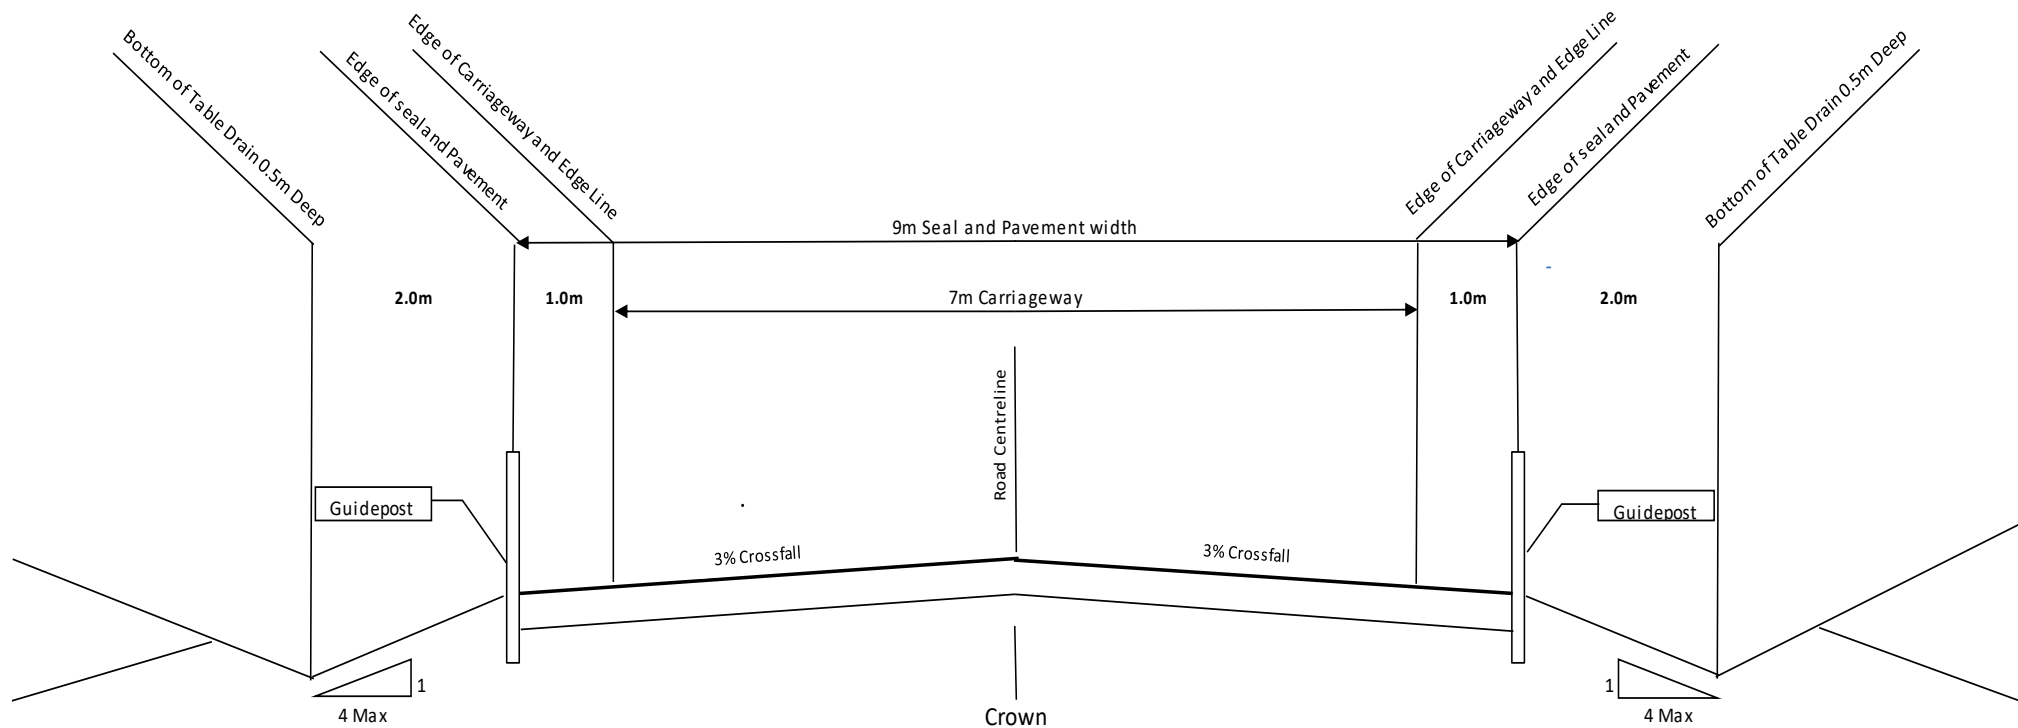 Bottom of Table Drain 0.5m Deep
Edge of seal and Pavement
Edge of Carriageway and Edge Line
Edge of Carriageway and Edge Line
Edge of seal and Pavement
Bottom of Table Drain 0.5m Deep
9m Seal and Pavement width
2.0m
1.0m
7m Carriageway
1.0m
2.0m
Road Centreline
Guidepost
Guidepost
3% Crossfall
3% Crossfall
1
4 Max
1
4 Max
Crown